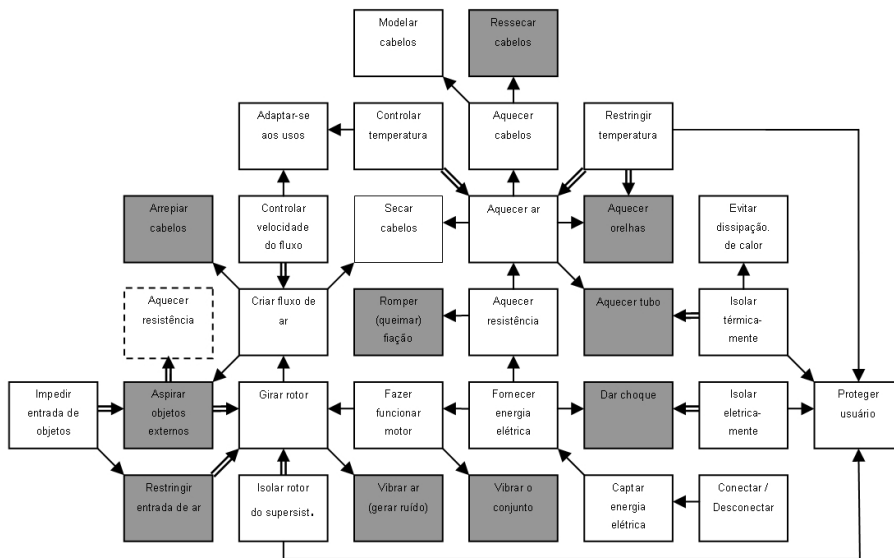 Modelar
cabelos
Ressecar
cabelos
Adaptar-se
aos usos
Controlar
temperatura
Aquecer
cabelos
Restringir
temperatura
Arrepiar
cabelos
Controlar
velocidade
do fluxo
Secar
cabelos
Aquecer ar
Aquecer
orelhas
Evitar
dissipação.
de calor
Aquecer
resistência
Criar fluxo de
ar
Romper
(queimar)
fiação
Aquecer
resistência
Aquecer tubo
Isolar
térmica-
mente
Impedir
entrada de
objetos
Aspirar
objetos
externos
Girar rotor
Fazer
funcionar
motor
Fornecer
energia
elétrica
Dar choque
Isolar
eletrica-
mente
Proteger
usuário
Restringir
entrada de ar
Isolar rotor
do supersist.
Vibrar ar
(gerar ruído)
Vibrar o
conjunto
Captar
energia
elétrica
Conectar /
Desconectar